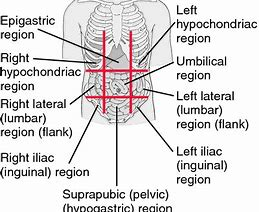 Epigastric
region
Right
hypochondriac
region
Right lateral
(lumbar)
region (flank)
Right iliac
(inguinal) region
Left
hypochondriac
region
Umbilical
region
Left lateral
(lumbar)
region (flank)
Left iliac
(inguinal)
region
Suprapubic (pelvic)
(hypogastric) region